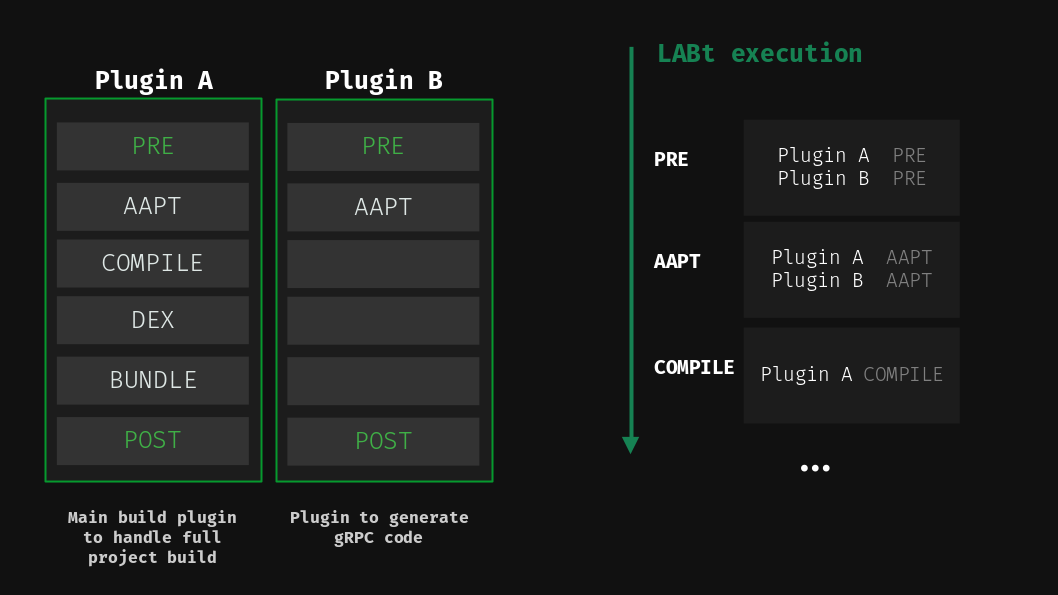 Plugin A
PRE
AAPT
COMPILE
DEX
BUNDLE
POST
Main build plugin
to handle full
project build
Plugin B
PRE
AAPT
POST
Plugin to generate
gRPC code
LABt execution
PRE
Plugin A PRE
Plugin B PRE
AAPT
Plugin A AAPT
Plugin B AAPT
COMPILE
Plugin A COMPILE
...